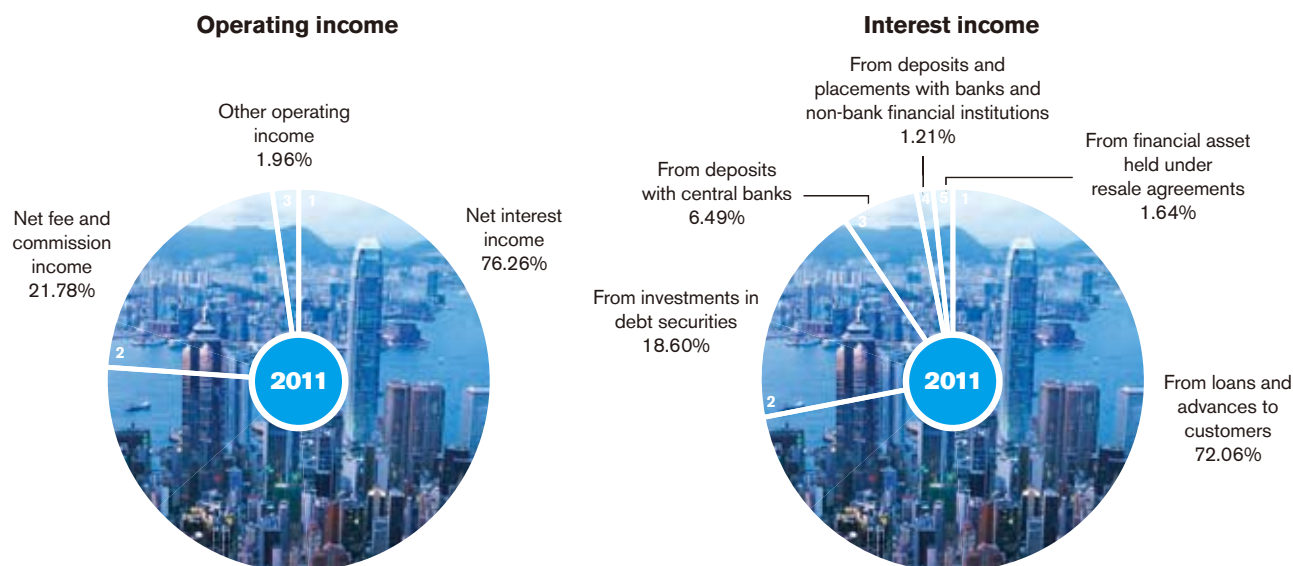 Operating income
Other operating
income
1.96%
3
1
Net fee and
commission
income
21.78%
Net interest
income
76.26%
2
2011
Interest income
From deposits and
placements with banks and
non-bank financial institutions
1.21%
From financial asset
held under
resale agreements
1.64%
From deposits
with central banks
6.49%
4
5
1
3
From investments in
debt securities
18.60%
2
2011
From loans and
advances to
customers
72.06%